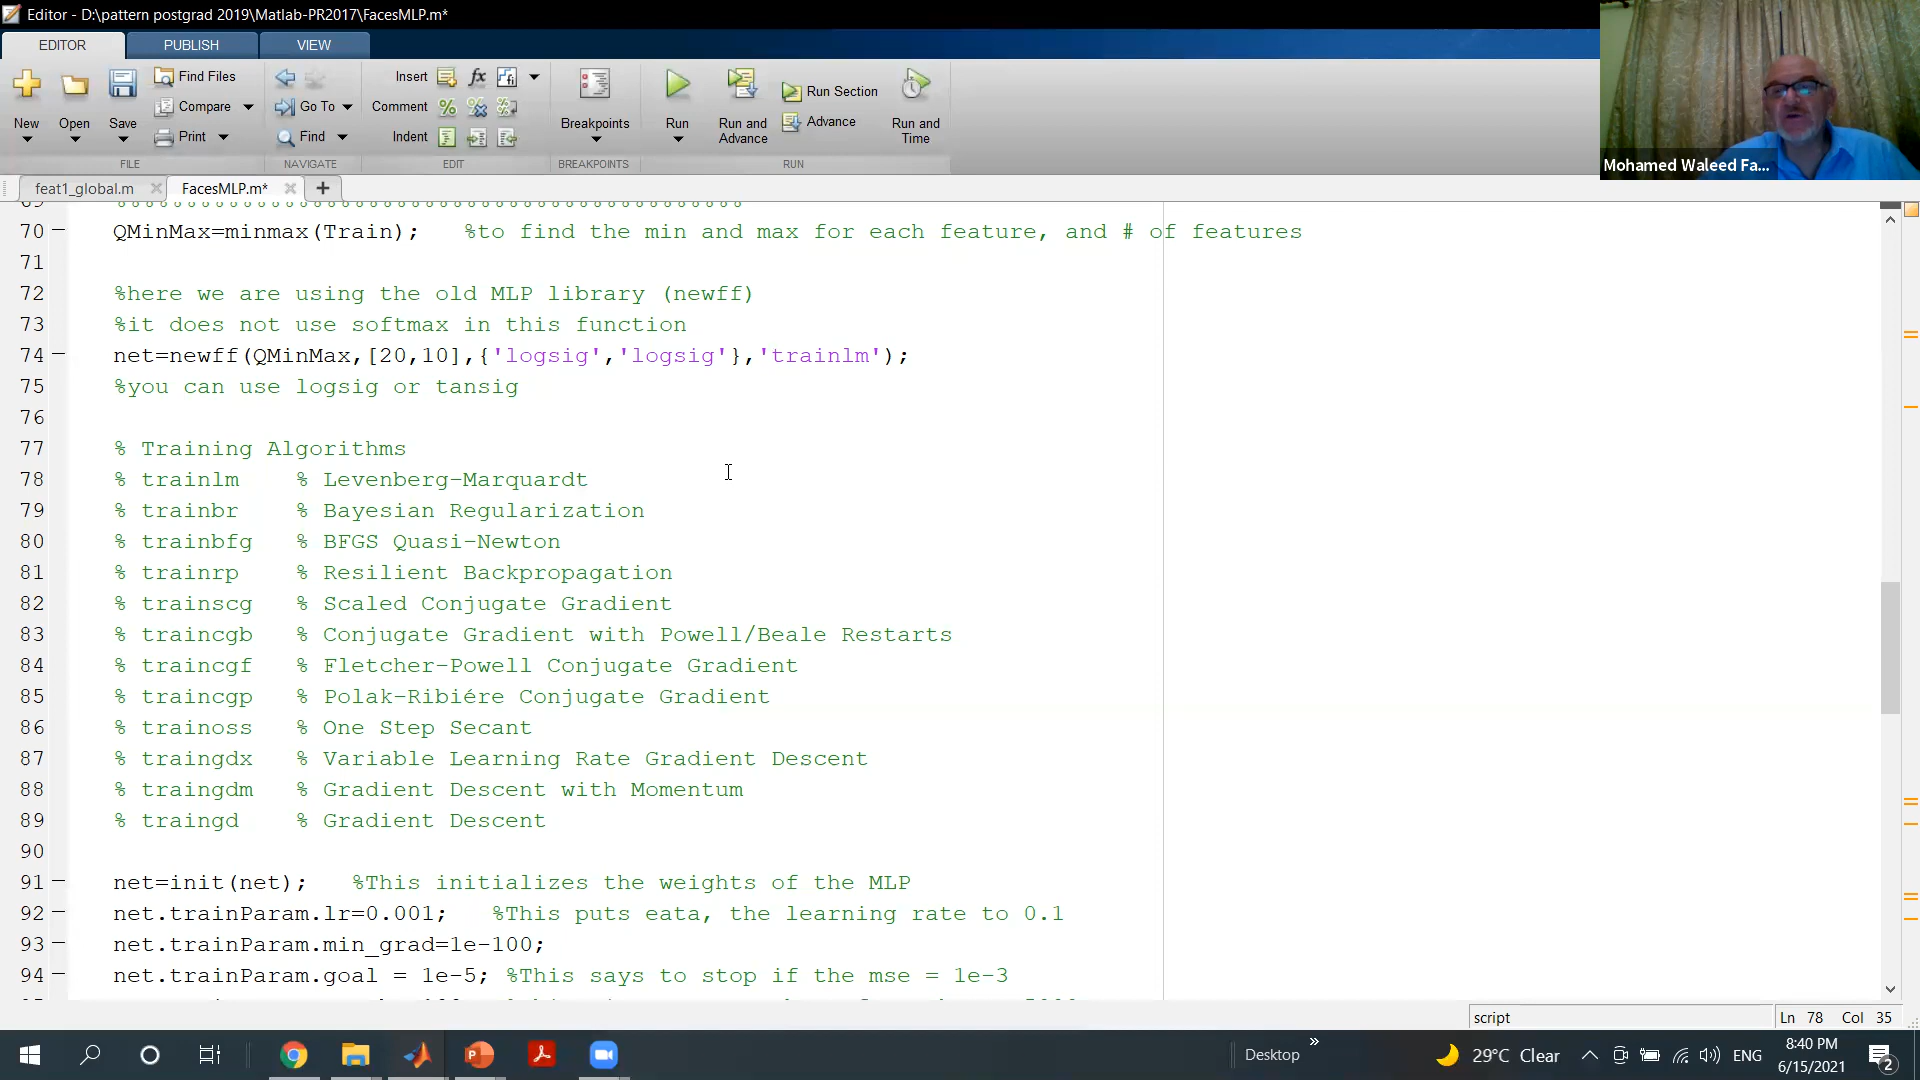 Editor - D:\pattern postgrad 2019\Matlab-PR2017\FacesMLP.m*
EDITOR PUBLISH VIEW
New Open Save Find Files Compare Print
Go To Find
Insert Comment Indent
Breakpoints Run Run and Advance Run Section Advance Run and Time
FILE NAVIGATE EDIT BREAKPOINTS RUN
Mohamed Waleed Fa...
feat1_global.m FacesMLP.m*
70 QMinMax=minmax(Train); %to find the min and max for each feature, and # of features
71
72 %here we are using the old MLP library (newff)
73 %it does not use softmax in this function
74 net=newff(QMinMax,[20,10],{'logsig','logsig'},'trainlm');
75 %you can use logsig or tansig
76
77 % Training Algorithms
78 % trainlm % Levenberg-Marquardt
79 % trainbr % Bayesian Regularization
80 % trainbfg % BFGS Quasi-Newton
81 % trainrp % Resilient Backpropagation
82 % trainscg % Scaled Conjugate Gradient
83 % traincgb % Conjugate Gradient with Powell/Beale Restarts
84 % traincgf % Fletcher-Powell Conjugate Gradient
85 % traincgp % Polak-Ribiére Conjugate Gradient
86 % trainoss % One Step Secant
87 % traingdx % Variable Learning Rate Gradient Descent
88 % traingdm % Gradient Descent with Momentum
89 % traingd % Gradient Descent
90
91 net=init(net); %This initializes the weights of the MLP
92 net.trainParam.lr=0.001; %This puts eata, the learning rate to 0.1
93 net.trainParam.min_grad=1e-100;
94 net.trainParam.goal = 1e-5; %This says to stop if the mse = 1e-3
script Ln 78 Col 35
Desktop 29°C Clear ENG 8:40 PM
6/15/2021 2